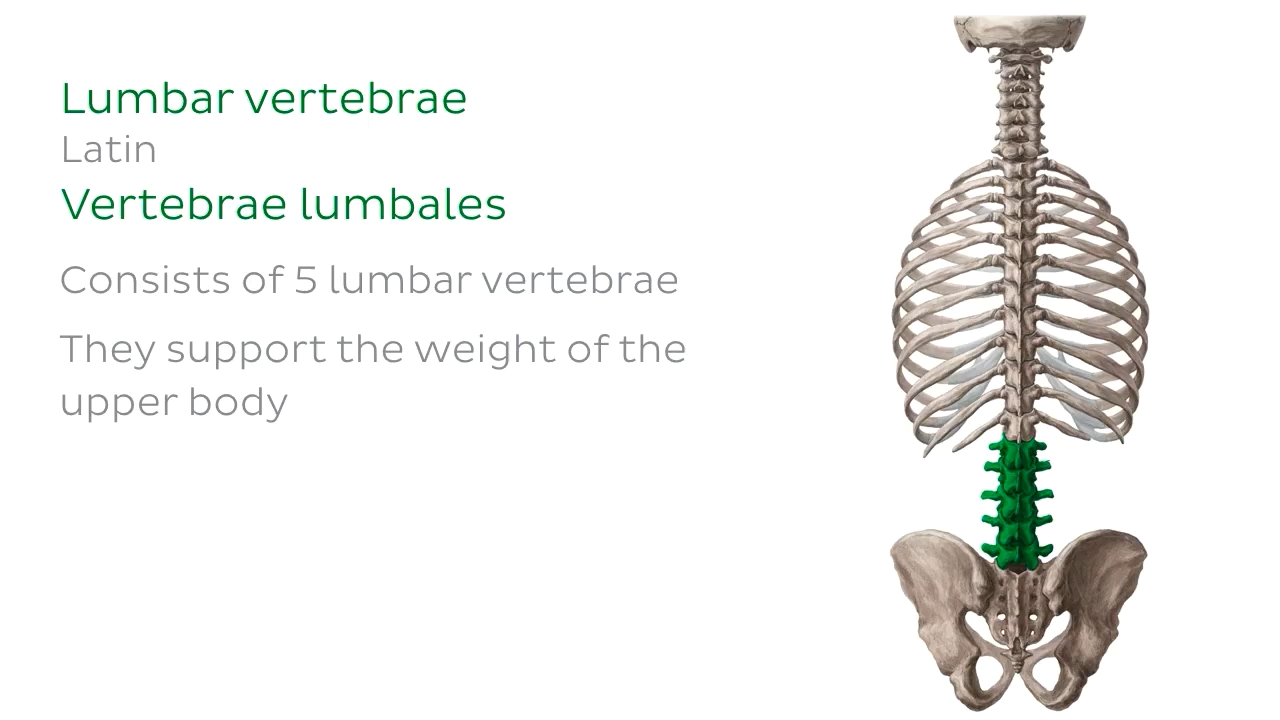 Lumbar vertebrae
Latin
Vertebrae lumbales
Consists of 5 lumbar vertebrae
They support the weight of the
upper body